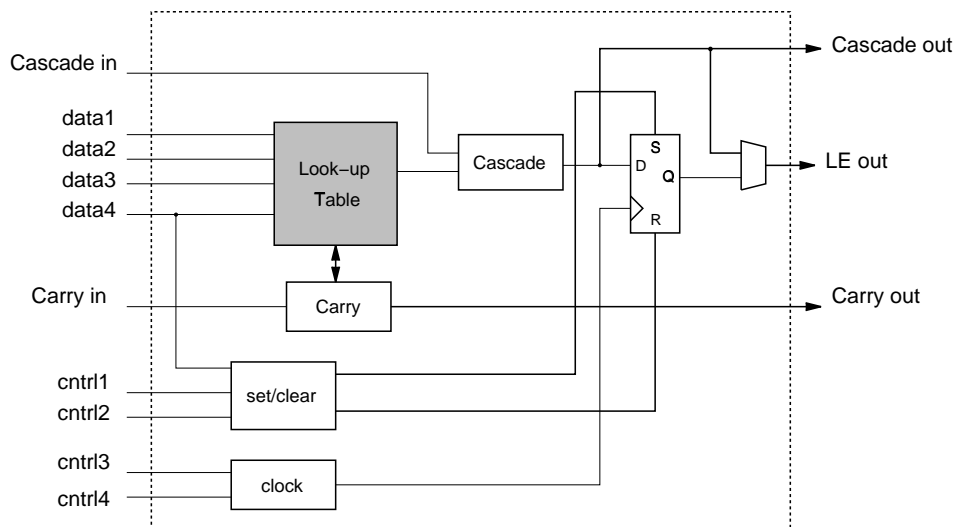 Cascade in
Cascade out
data1
data2
data3
data4
Look−up
Table
Cascade
S
D
Q
R
LE out
Carry in
Carry
Carry out
cntrl1
cntrl2
set/clear
cntrl3
cntrl4
clock